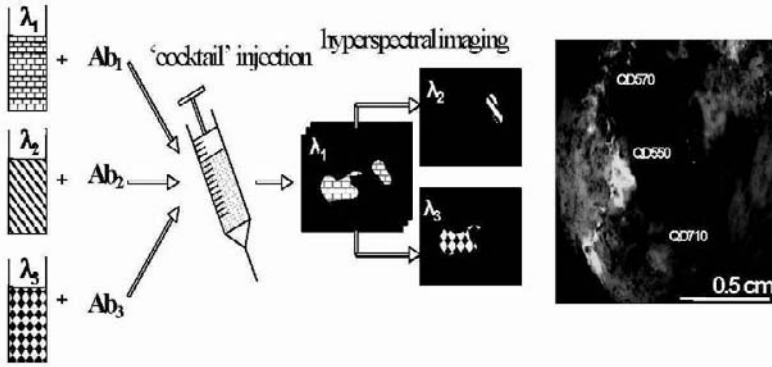 λ1
+ Ab1
λ2
+ Ab2
λ3
+ Ab3
'cocktail' injection
hyperspectral imaging
λ1
λ2
λ3
QD570
QD550
QD710
0.5 cm